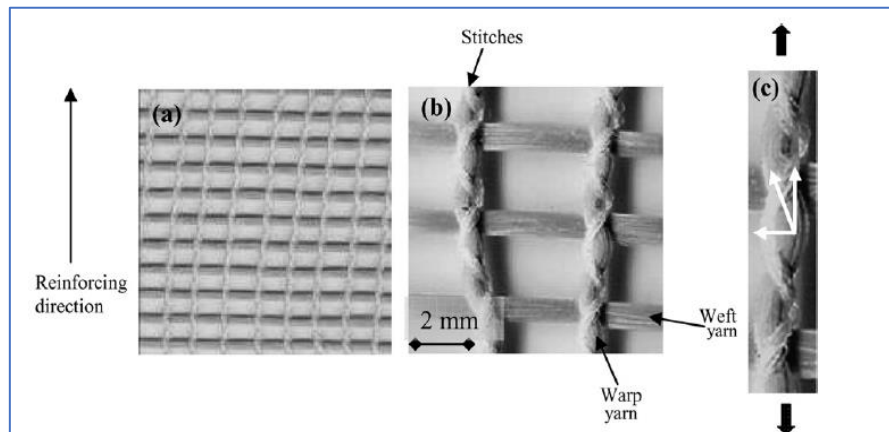 Stitches
(a)
(b)
(c)
Reinforcing
direction
2 mm
Weft
yarn
Warp
yarn